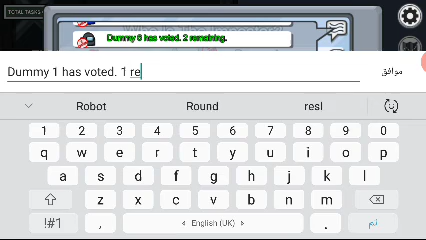 TOTAL TASKS
Dummy 6 has voted. 2 remaining.
Dummy 1 has voted. 1 re
موافق
Robot Round resl
1 2 3 4 5 6 7 8 9 0
q w e r t y u i o p
a s d f g h j k l
z x c v b n m
!#1 , English (UK) . تم